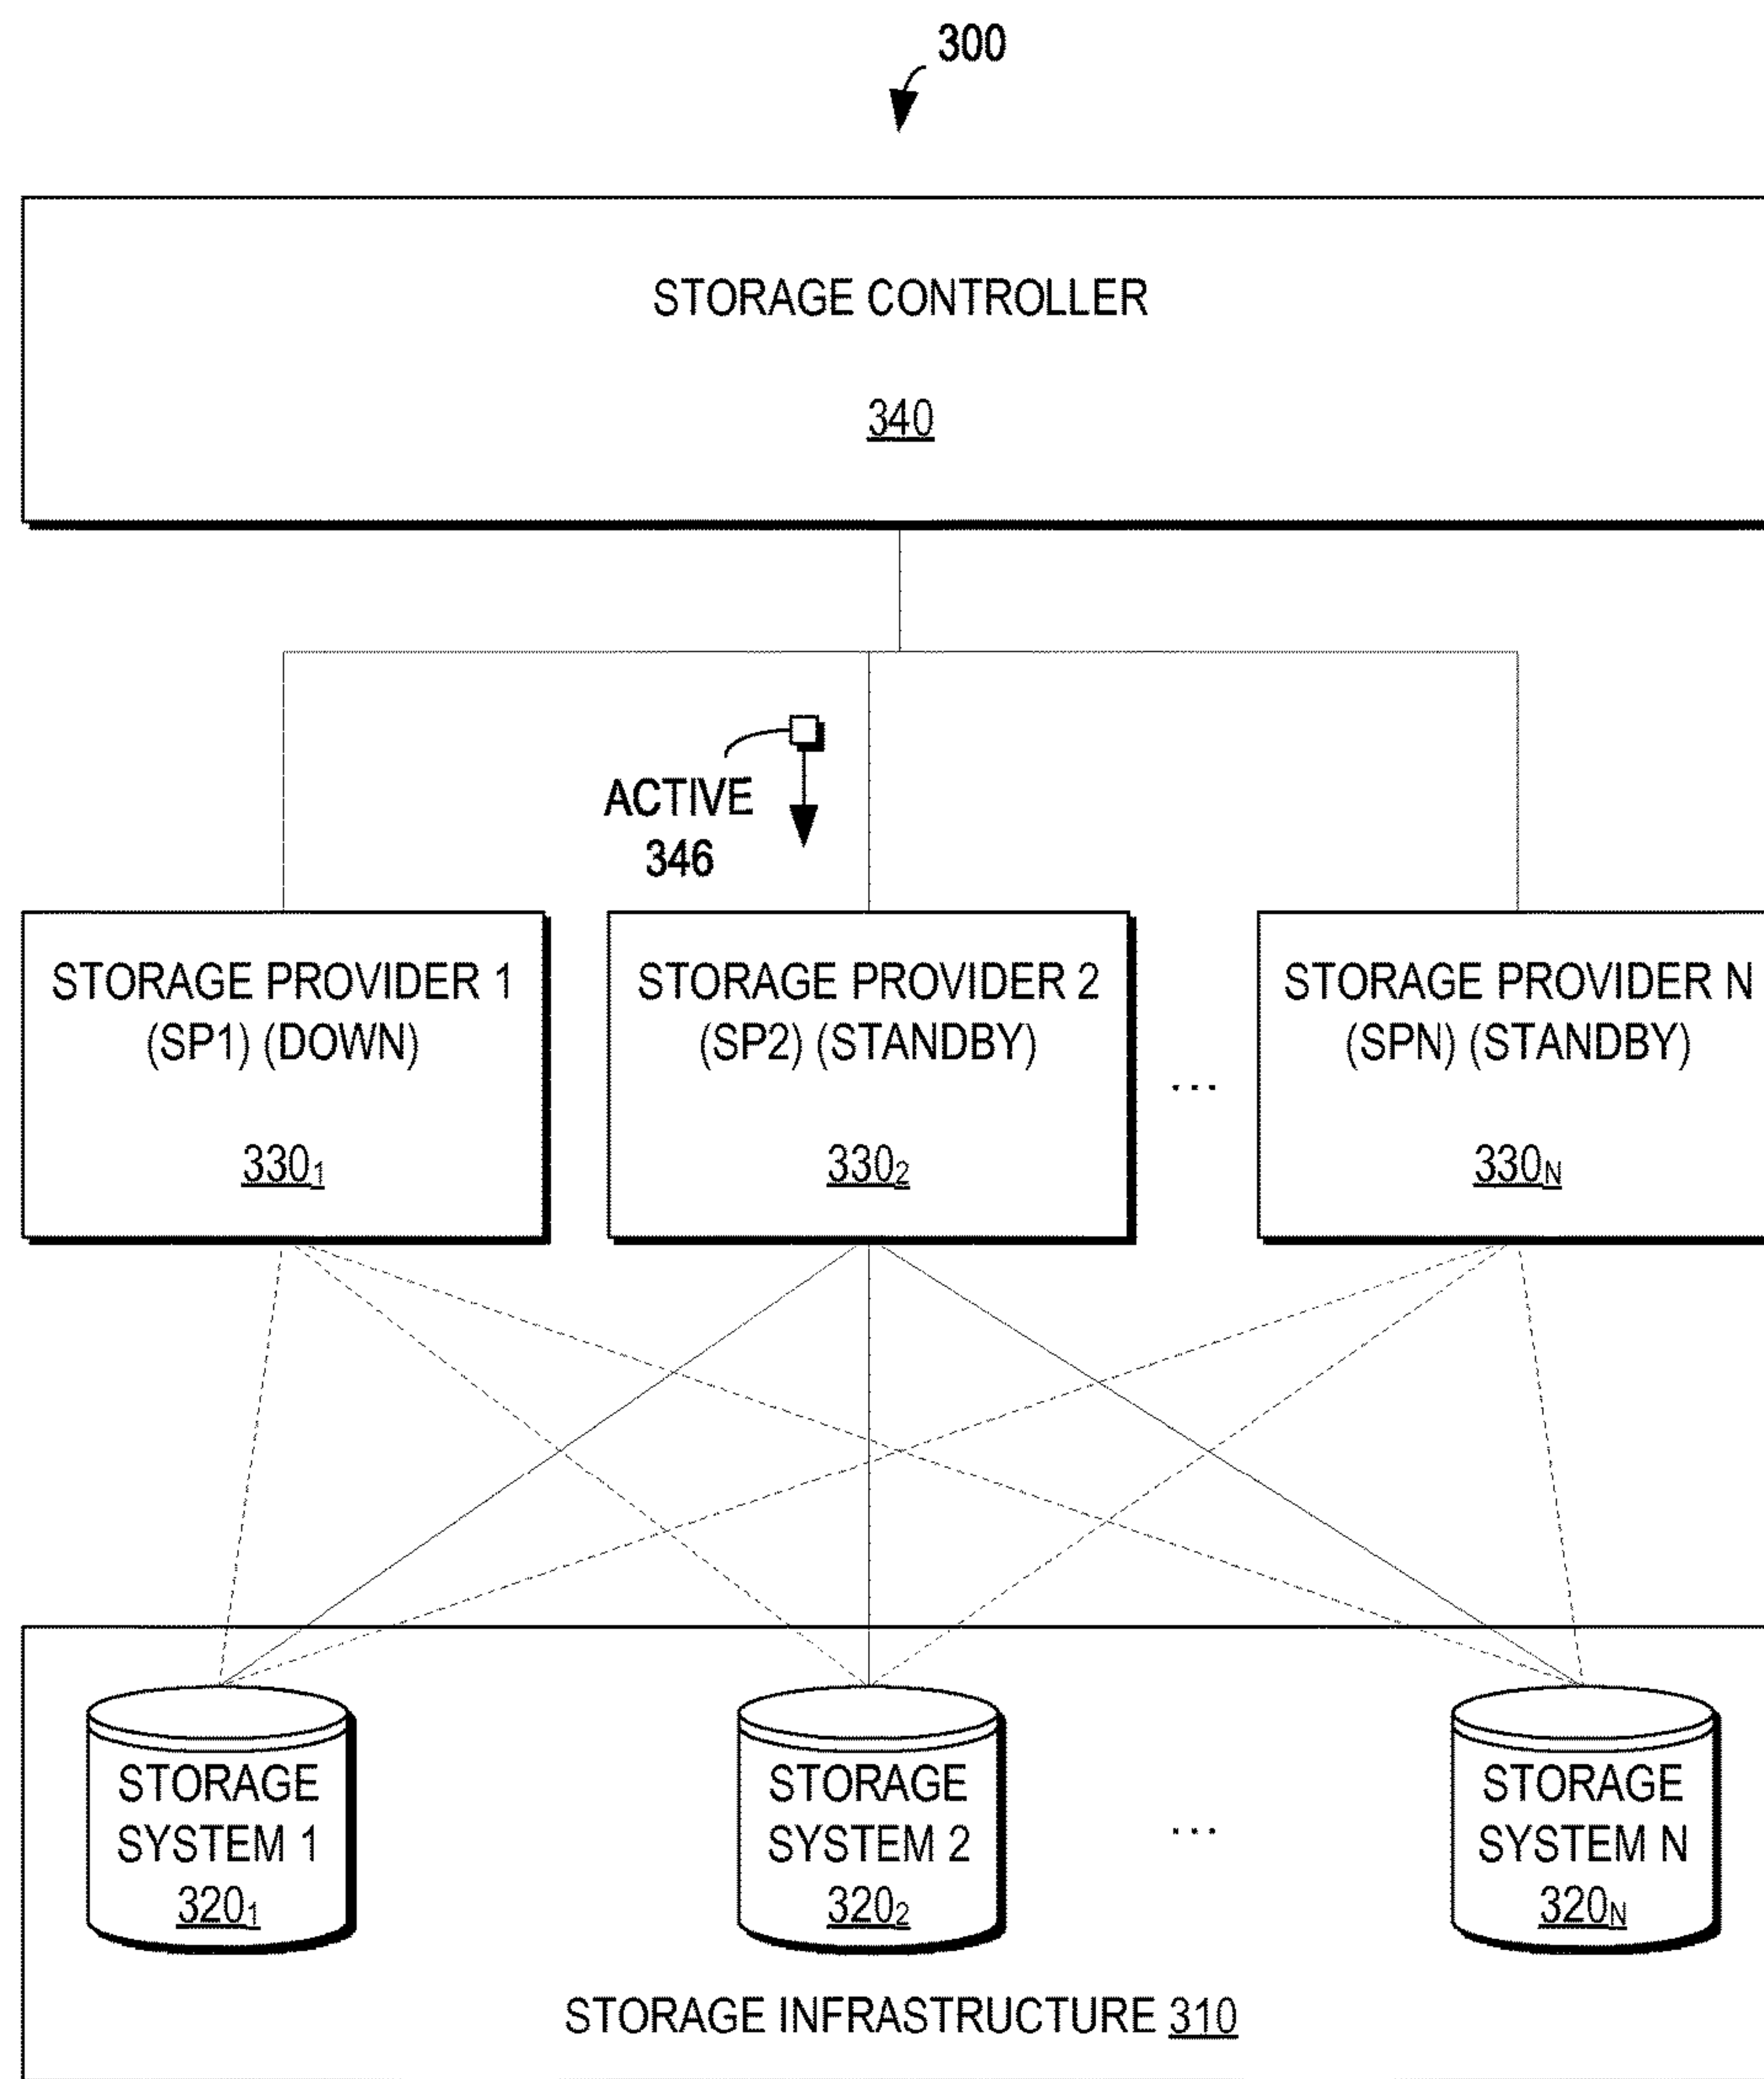 300
STORAGE CONTROLLER
340
ACTIVE
346
STORAGE PROVIDER 1
(SP1) (DOWN)
330₁
STORAGE PROVIDER 2
(SP2) (STANDBY)
330₂
...
STORAGE PROVIDER N
(SPN) (STANDBY)
330N
STORAGE
SYSTEM 1
320₁
STORAGE
SYSTEM 2
320₂
...
STORAGE
SYSTEM N
320N
STORAGE INFRASTRUCTURE 310